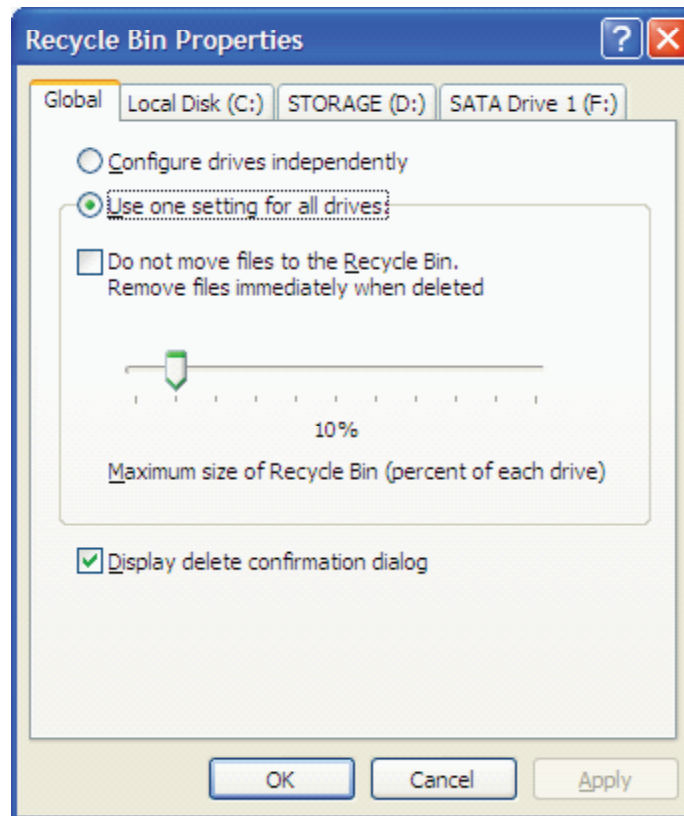 Recycle Bin Properties
Global
Local Disk (C:)
STORAGE (D:)
SATA Drive 1 (F:)
Configure drives independently
Use one setting for all drives:
Do not move files to the Recycle Bin.
Remove files immediately when deleted
10%
Maximum size of Recycle Bin (percent of each drive)
Display delete confirmation dialog
OK
Cancel
Apply